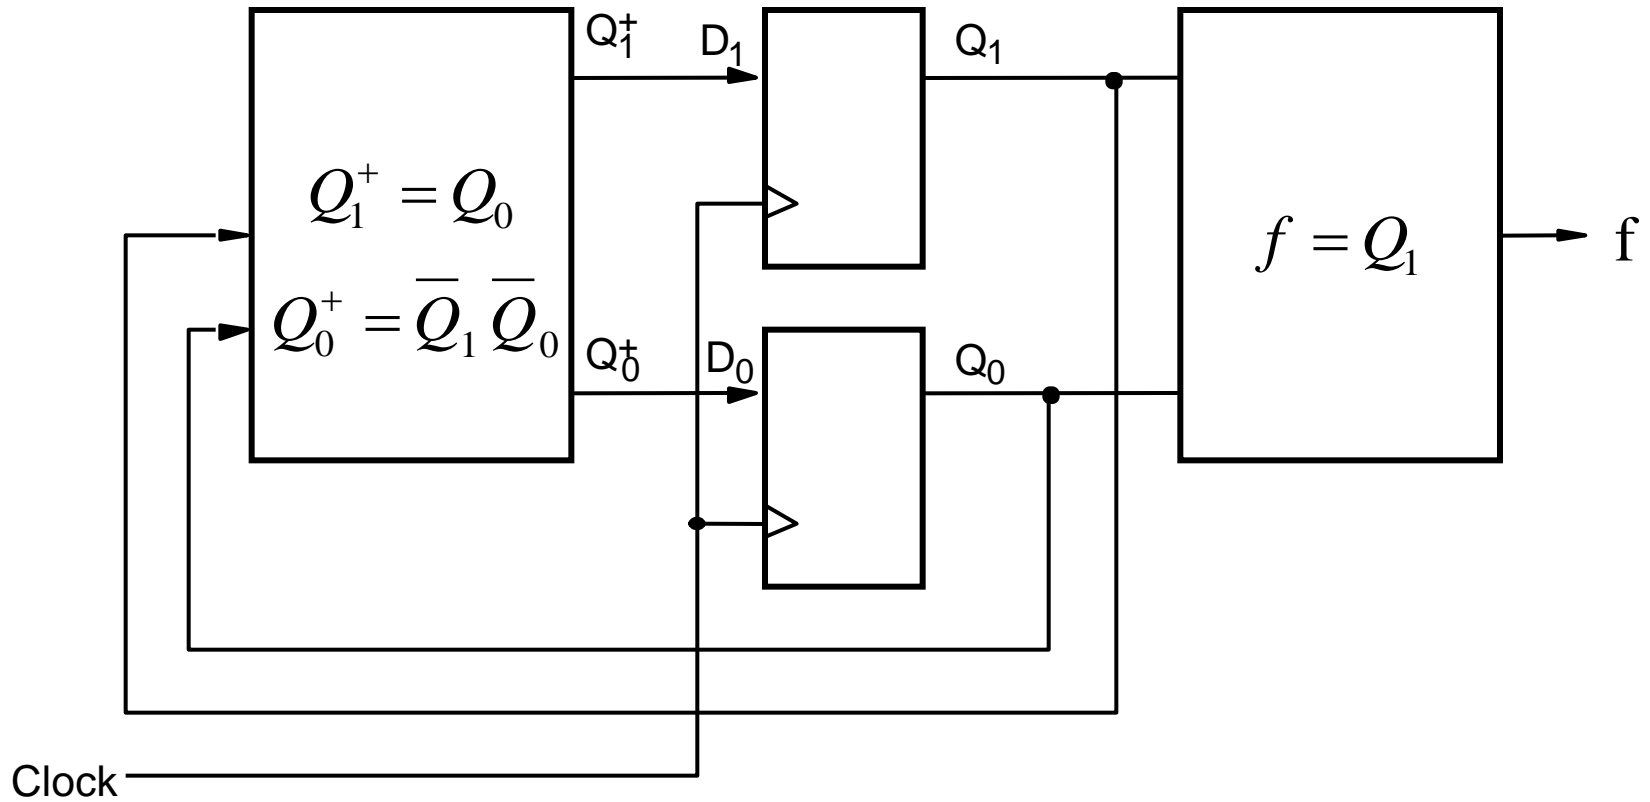 Q₁⁺ D₁ Q₁
Q₁⁺ = Q₀
f = Q₁ f
Q₀⁺ = Q̅₁ Q̅₀
Q₀⁺ D₀ Q₀
Clock